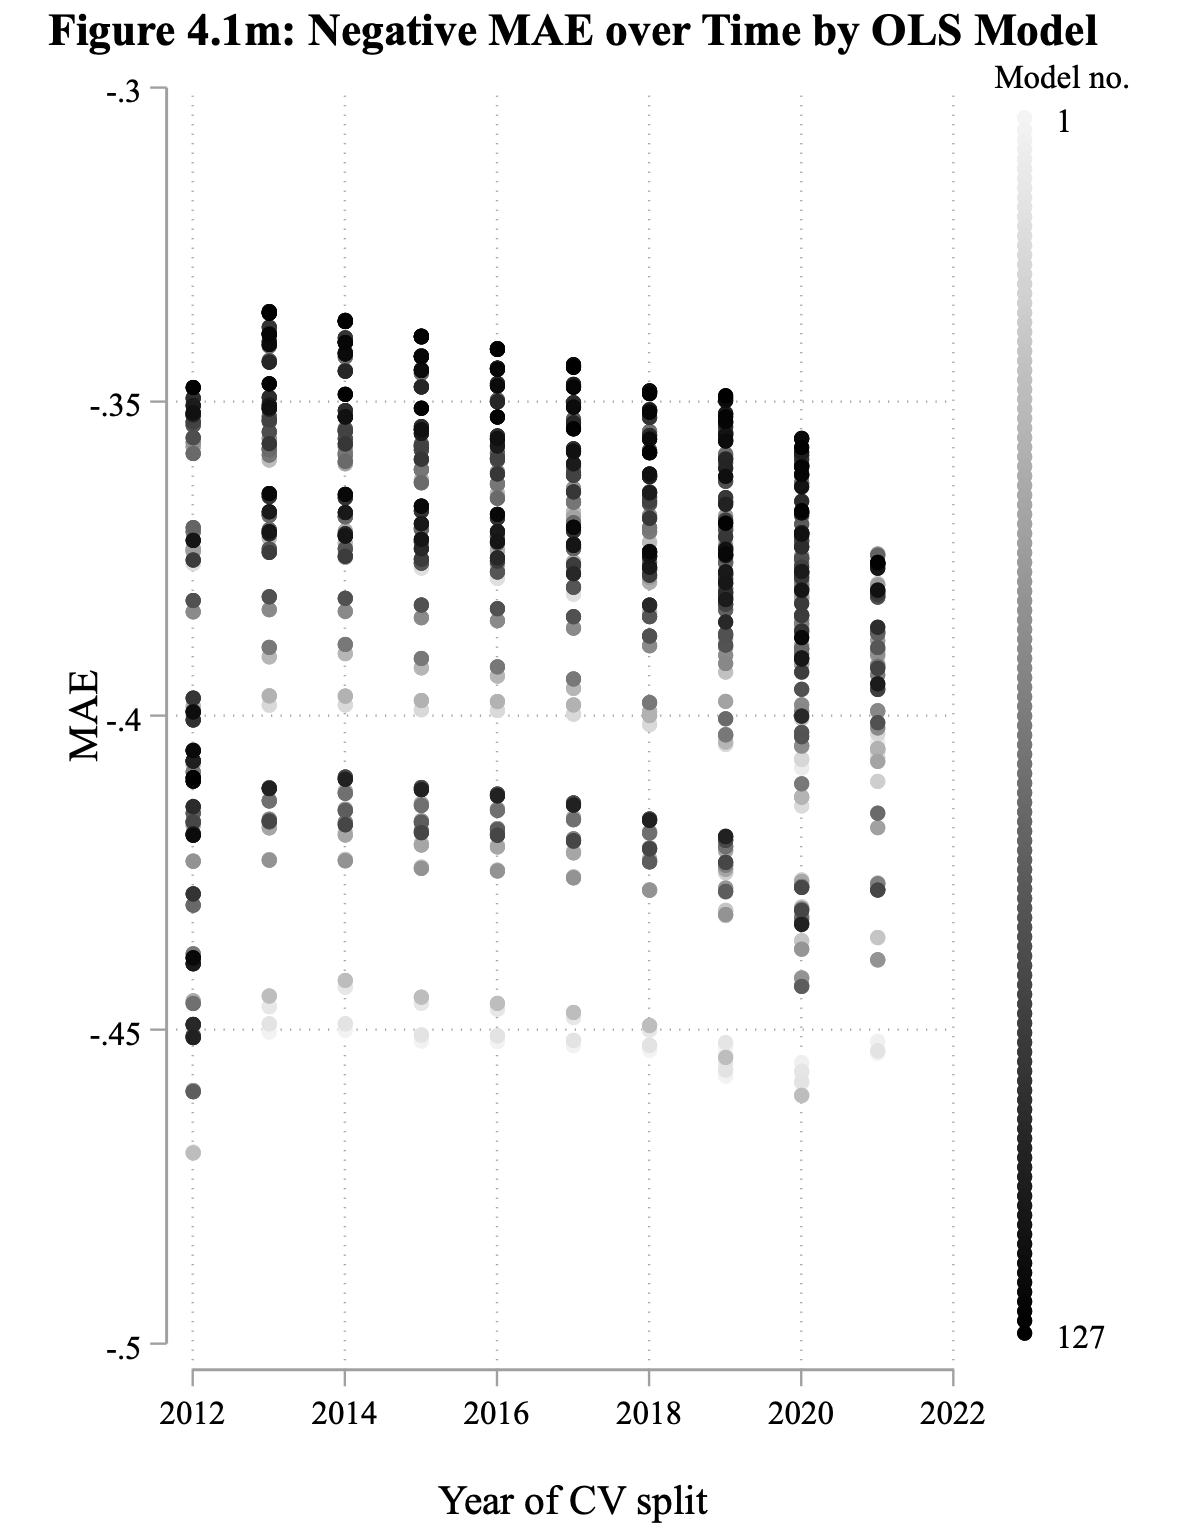 Figure 4.1m: Negative MAE over Time by OLS Model
Model no.
1
127
-.3
-.35
-.4
-.45
-.5
MAE
2012 2014 2016 2018 2020 2022
Year of CV split